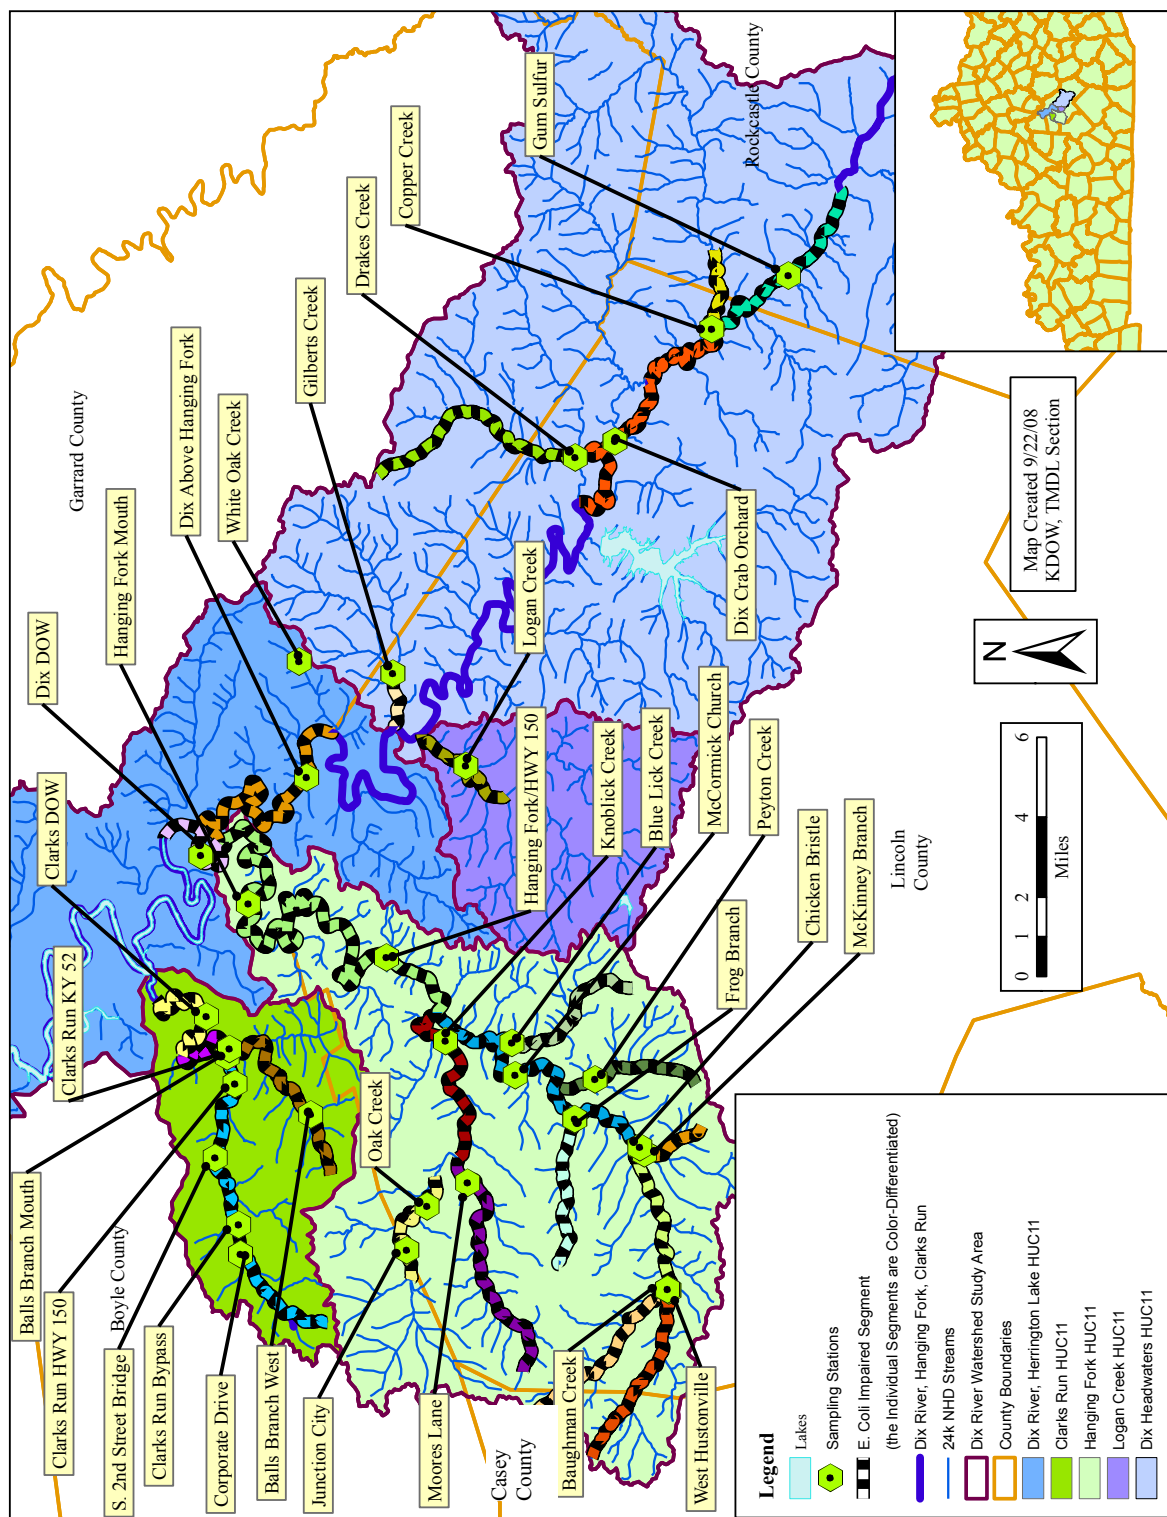 Garrard County
Rockcastle County
Boyle County
Casey
County
Lincoln
County
Gum Sulfur
Copper Creek
Drakes Creek
Gilberts Creek
White Oak Creek
Dix Above Hanging Fork
Hanging Fork Mouth
Dix DOW
Clarks DOW
Clarks Run KY 52
Balls Branch Mouth
Clarks Run HWY 150
S. 2nd Street Bridge
Clarks Run Bypass
Corporate Drive
Balls Branch West
Junction City
Oak Creek
Moores Lane
Baughman Creek
West Hustonville
McKinney Branch
Chicken Bristle
Frog Branch
Peyton Creek
McCormick Church
Blue Lick Creek
Knoblick Creek
Hanging Fork/HWY 150
Logan Creek
Dix Crab Orchard
Map Created 9/22/08
KDOW, TMDL Section
N
0 1 2 4 6
Miles
Legend
Lakes
Sampling Stations
E. Coli Impaired Segment
(the Individual Segments are Color-Differentiated)
Dix River, Hanging Fork, Clarks Run
24k NHD Streams
Dix River Watershed Study Area
County Boundaries
Dix River, Herrington Lake HUC11
Clarks Run HUC11
Hanging Fork HUC11
Logan Creek HUC11
Dix Headwaters HUC11